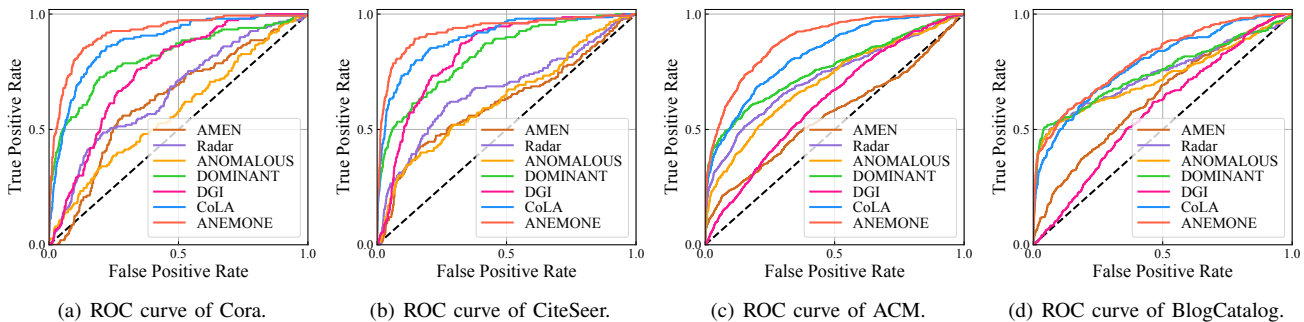 True Positive Rate
1.0
0.5
0.0
0.0
0.5
1.0
False Positive Rate
AMEN
Radar
ANOMALOUS
DOMINANT
DGI
CoLA
ANEMONE
(a) ROC curve of Cora.
True Positive Rate
1.0
0.5
0.0
0.0
0.5
1.0
False Positive Rate
AMEN
Radar
ANOMALOUS
DOMINANT
DGI
CoLA
ANEMONE
(b) ROC curve of CiteSeer.
True Positive Rate
1.0
0.5
0.0
0.0
0.5
1.0
False Positive Rate
AMEN
Radar
ANOMALOUS
DOMINANT
DGI
CoLA
ANEMONE
(c) ROC curve of ACM.
True Positive Rate
1.0
0.5
0.0
0.0
0.5
1.0
False Positive Rate
AMEN
Radar
ANOMALOUS
DOMINANT
DGI
CoLA
ANEMONE
(d) ROC curve of BlogCatalog.